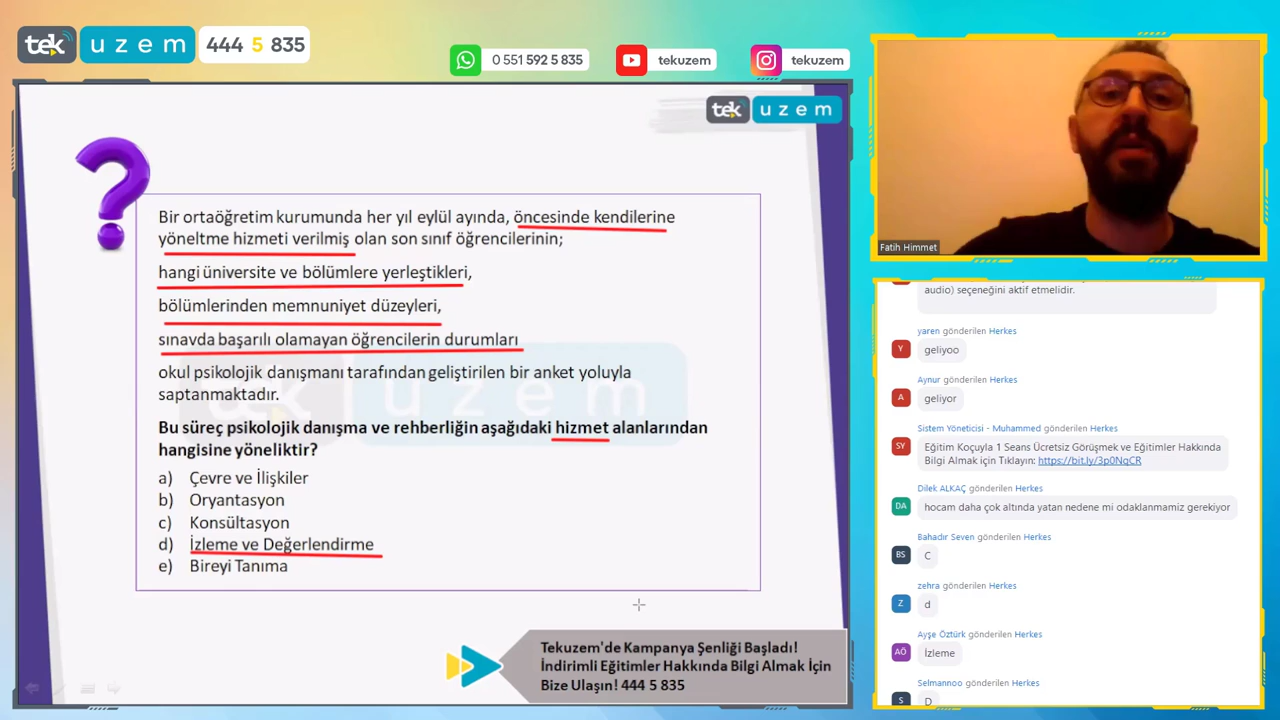 tek uzem 444 5 835
0 551 592 5 835
tekuzem
tekuzem
tek uzem
Bir ortaöğretim kurumunda her yıl eylül ayında, öncesinde kendilerine
yöneltme hizmeti verilmiş olan son sınıf öğrencilerinin;
hangi üniversite ve bölümlere yerleştikleri,
bölümlerinden memnuniyet düzeyleri,
sınavda başarılı olamayan öğrencilerin durumları
okul psikolojik danışmanı tarafından geliştirilen bir anket yoluyla
saptanmaktadır.
Bu süreç psikolojik danışma ve rehberliğin aşağıdaki hizmet alanlarından
hangisine yöneliktir?
a) Çevre ve İlişkiler
b) Oryantasyon
c) Konsültasyon
d) İzleme ve Değerlendirme
e) Bireyi Tanıma
tek uzem
Tekuzem'de Kampanya Şenliği Başladı!
İndirimli Eğitimler Hakkında Bilgi Almak İçin
Bize Ulaşın! 444 5 835
Fatih Himmet
audio) seçeneğini aktif etmelidir.
yaren gönderilen Herkes
Y geliyoo
Aynur gönderilen Herkes
A geliyor
Sistem Yöneticisi - Muhammed gönderilen Herkes
SY Eğitim Koçuyla 1 Seans Ücretsiz Görüşmek ve Eğitimler Hakkında
Bilgi Almak için Tıklayın: https://bit.ly/3p0NqCR
Dilek ALKAÇ gönderilen Herkes
DA hocam daha çok altında yatan nedene mi odaklanmamiz gerekiyor
Bahadır Seven gönderilen Herkes
BS C
zehra gönderilen Herkes
Z d
Ayşe Öztürk gönderilen Herkes
AÖ İzleme
Selmannoo gönderilen Herkes
S D